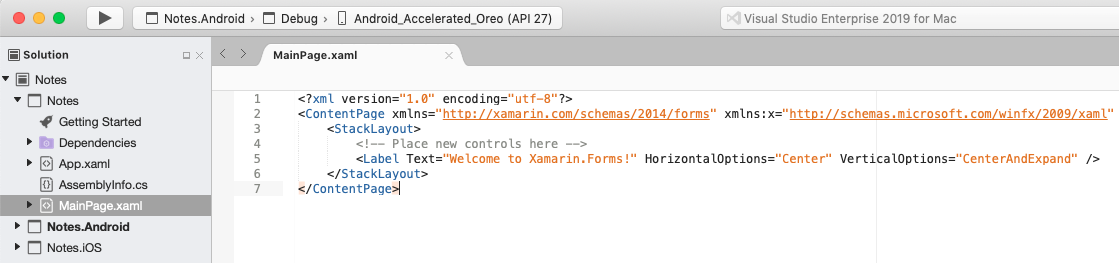 Notes.Android > Debug > Android_Accelerated_Oreo (API 27)
Visual Studio Enterprise 2019 for Mac
Solution
Notes
Notes
Getting Started
Dependencies
App.xaml
AssemblyInfo.cs
MainPage.xaml
Notes.Android
Notes.iOS
MainPage.xaml
1 <?xml version="1.0" encoding="utf-8"?>
2 <ContentPage xmlns="http://xamarin.com/schemas/2014/forms" xmlns:x="http://schemas.microsoft.com/winfx/2009/xaml"
3 <StackLayout>
4 <!-- Place new controls here -->
5 <Label Text="Welcome to Xamarin.Forms!" HorizontalOptions="Center" VerticalOptions="CenterAndExpand" />
6 </StackLayout>
7 </ContentPage>